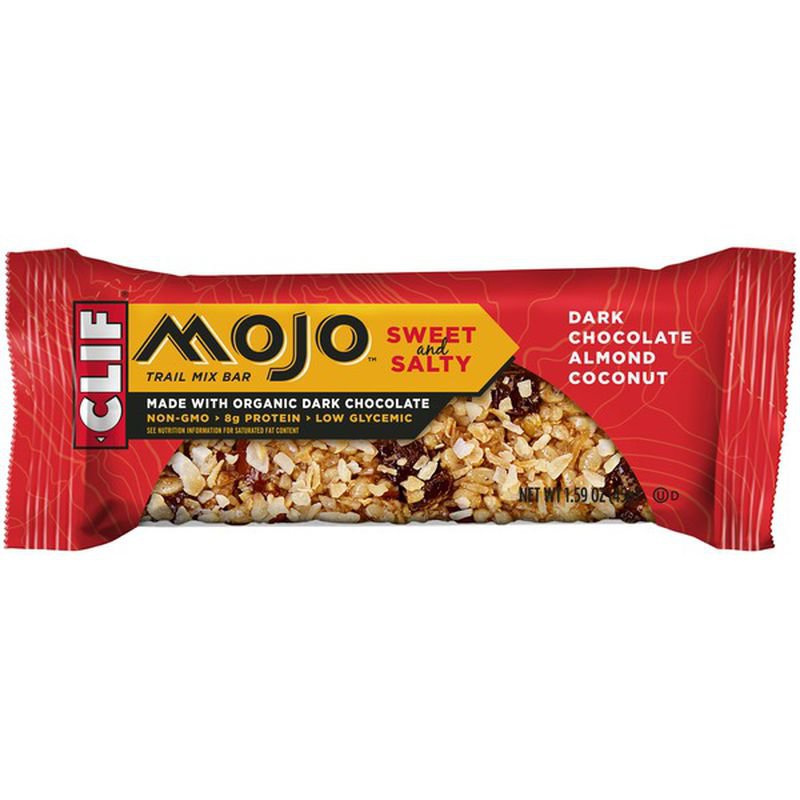 CLIF®
MOJO™
TRAIL MIX BAR
SWEET
and
SALTY
MADE WITH ORGANIC DARK CHOCOLATE
NON-GMO > 8g PROTEIN > LOW GLYCEMIC
SEE NUTRITION INFORMATION FOR SATURATED FAT CONTENT
DARK
CHOCOLATE
ALMOND
COCONUT
NET WT 1.59 OZ
U D